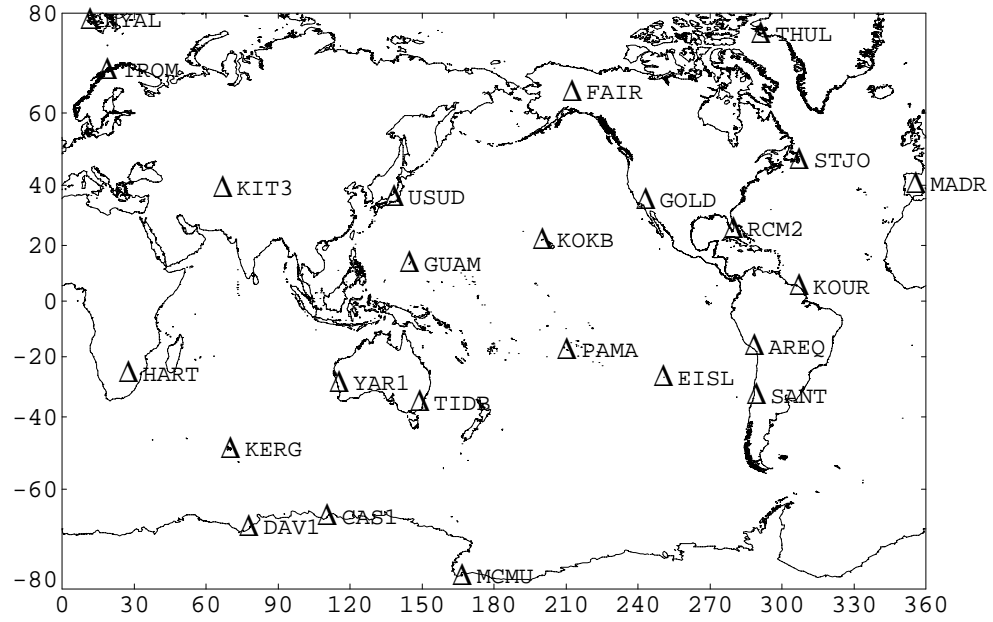 80
NYAL
THUL
TROM
FAIR
60
STJO
40
KIT3
USUD
GOLD
MADR
RCM2
20
KOKB
GUAM
KOUR
0
-20
PAMA
AREQ
HART
YAR1
EISL
TIDB
SANT
-40
KERG
-60
DAV1
CAS1
-80
MCMU
0 30 60 90 120 150 180 210 240 270 300 330 360